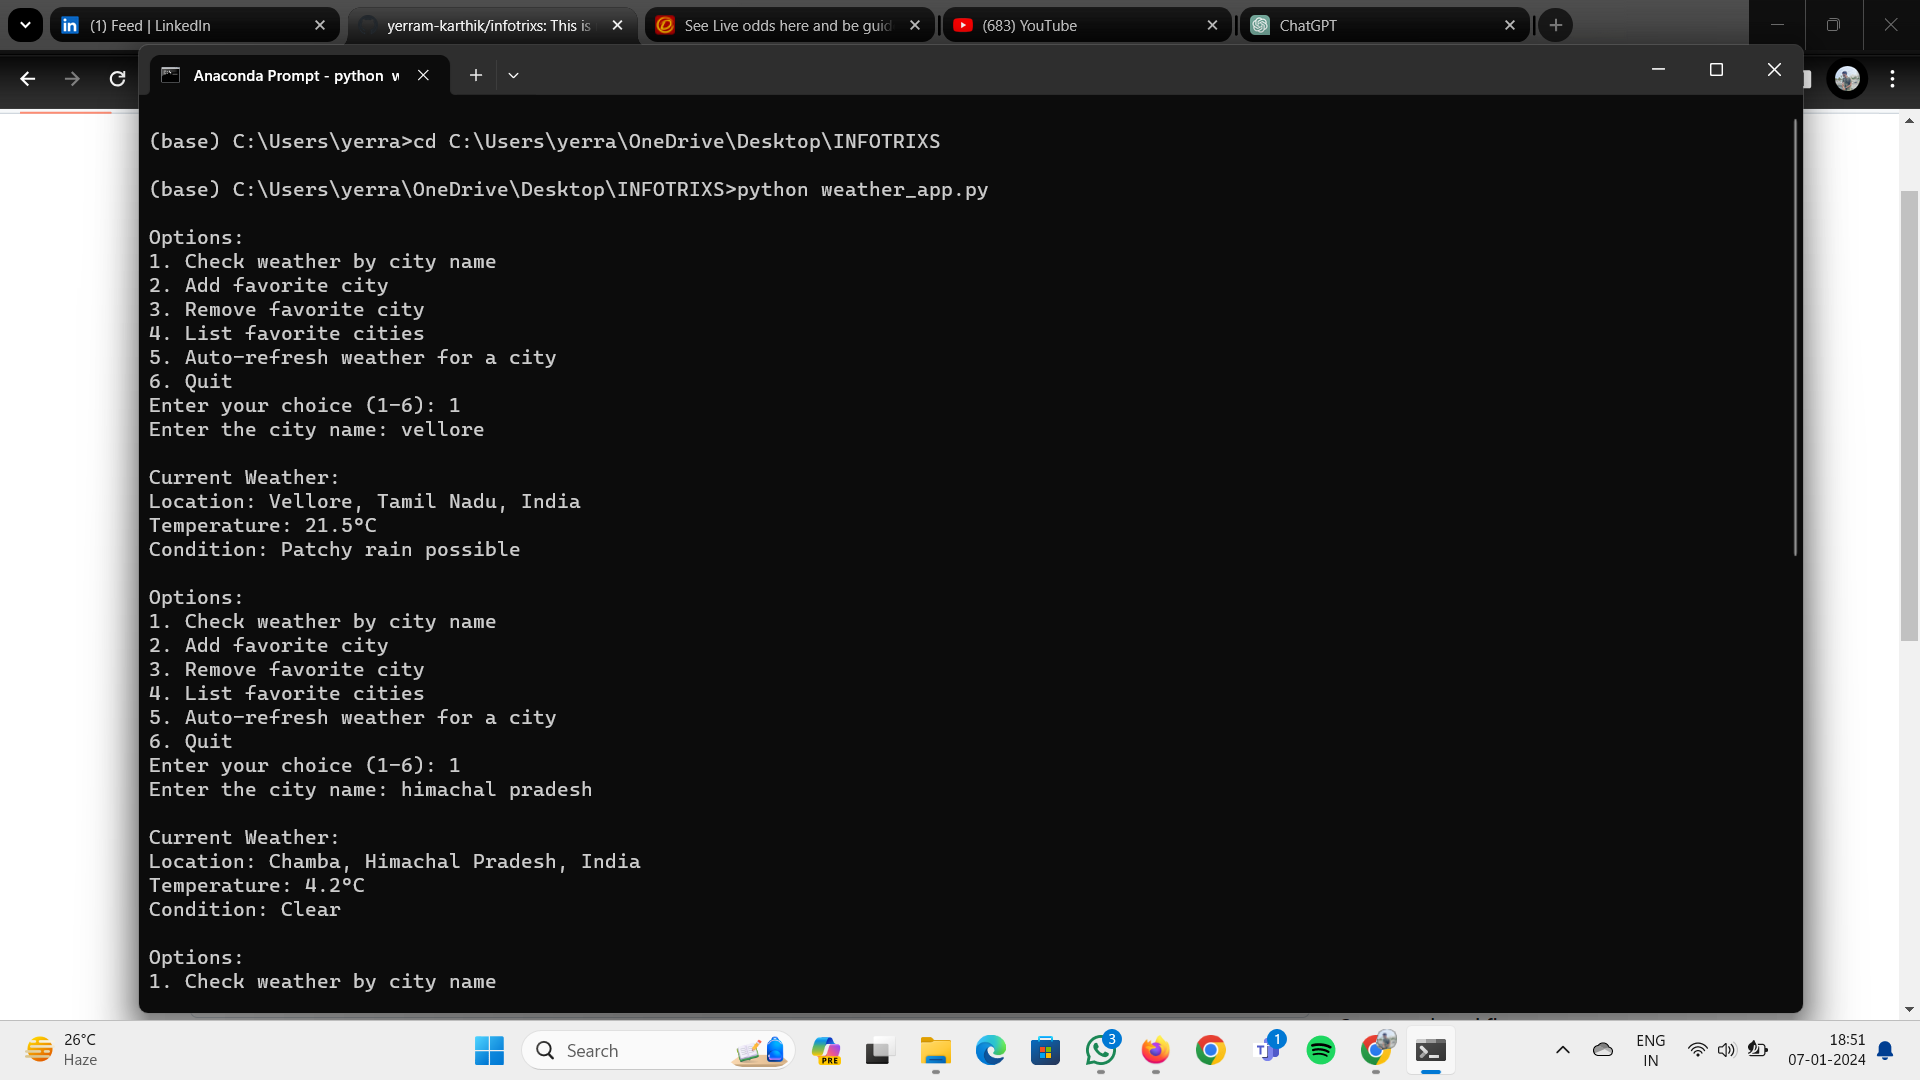 (1) Feed | LinkedIn
yerram-karthik/infotrixs: This is
See Live odds here and be guid
(683) YouTube
ChatGPT
Anaconda Prompt - python w
(base) C:\Users\yerra>cd C:\Users\yerra\OneDrive\Desktop\INFOTRIXS
(base) C:\Users\yerra\OneDrive\Desktop\INFOTRIXS>python weather_app.py
Options:
1. Check weather by city name
2. Add favorite city
3. Remove favorite city
4. List favorite cities
5. Auto-refresh weather for a city
6. Quit
Enter your choice (1-6): 1
Enter the city name: vellore
Current Weather:
Location: Vellore, Tamil Nadu, India
Temperature: 21.5°C
Condition: Patchy rain possible
Options:
1. Check weather by city name
2. Add favorite city
3. Remove favorite city
4. List favorite cities
5. Auto-refresh weather for a city
6. Quit
Enter your choice (1-6): 1
Enter the city name: himachal pradesh
Current Weather:
Location: Chamba, Himachal Pradesh, India
Temperature: 4.2°C
Condition: Clear
Options:
1. Check weather by city name
26°C
Haze
Search
PRE
3
1
ENG
IN
18:51
07-01-2024